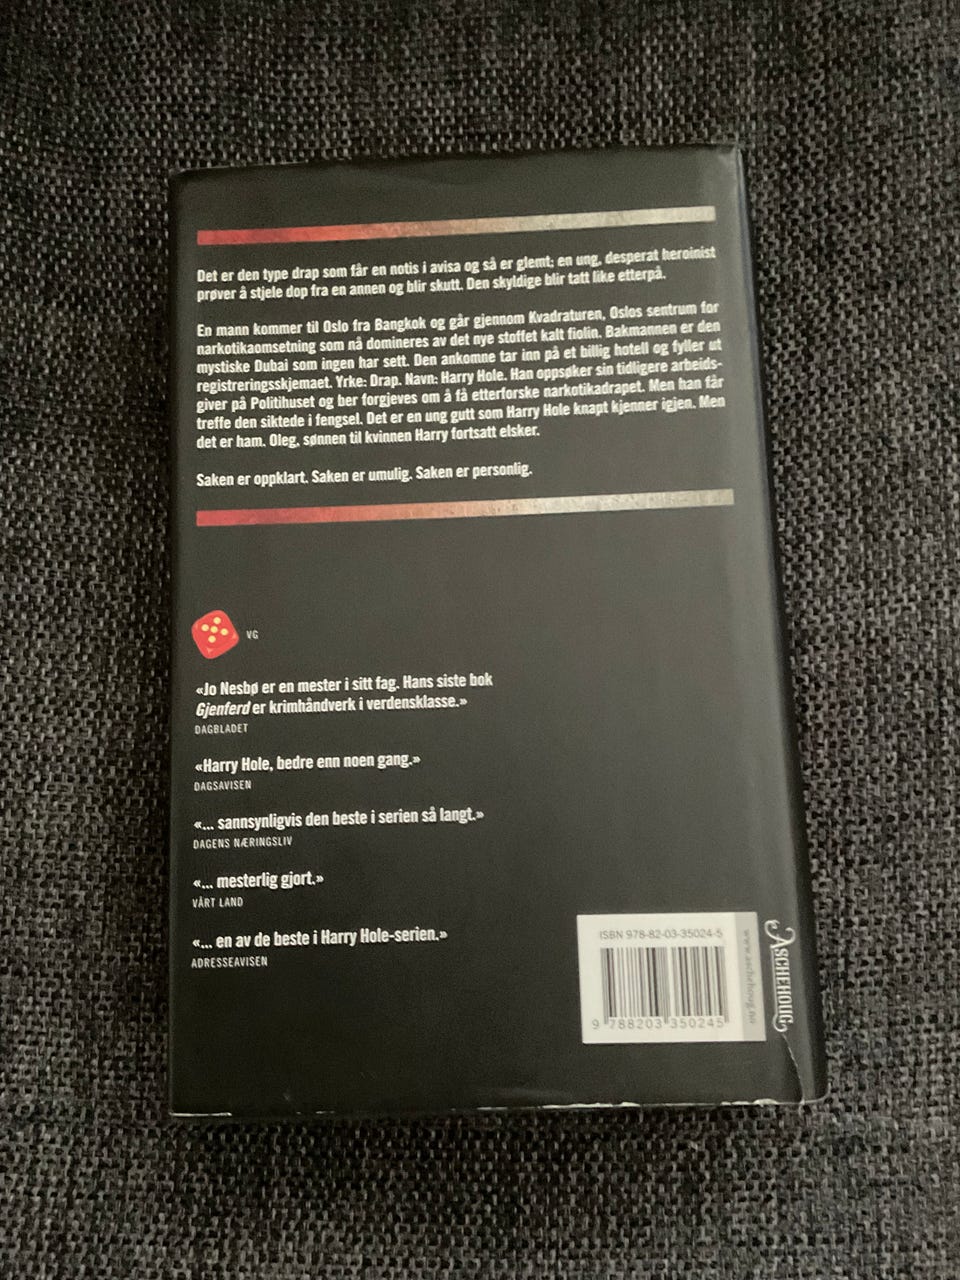 Det er den type drap som får en notis i avisa og så er glemt; en ung, desperat heroinist
prøver å stjele dop fra en annen og blir skutt. Den skyldige blir tatt like etterpå.
En mann kommer til Oslo fra Bangkok og går gjennom Kvadraturen, Oslos sentrum for
narkotikaomsetning som nå domineres av det nye stoffet kalt fiolin. Bakmannen er den
mystiske Dubai som ingen har sett. Den ankomne tar inn på et billig hotell og fyller ut
registreringsskjemaet. Yrke: Drap. Navn: Harry Hole. Han oppsøker sin tidligere arbeids-
giver på Politihuset og ber forgjeves om å få etterforske narkotikadrapet. Men han får
treffe den siktede i fengsel. Det er en ung gutt som Harry Hole knapt kjenner igjen. Men
det er ham. Oleg, sønnen til kvinnen Harry fortsatt elsker.
Saken er oppklart. Saken er umulig. Saken er personlig.
VG
«Jo Nesbø er en mester i sitt fag. Hans siste bok
Gjenferd er krimhåndverk i verdensklasse.»
DAGBLADET
«Harry Hole, bedre enn noen gang.»
DAGSAVISEN
«... sannsynligvis den beste i serien så langt.»
DAGENS NÆRINGSLIV
«... mesterlig gjort.»
VÅRT LAND
«... en av de beste i Harry Hole-serien.»
ADRESSEAVISEN
ISBN 978-82-03-35024-5
9 788203 350245
www.aschehoug.no
ASCHEHOUG